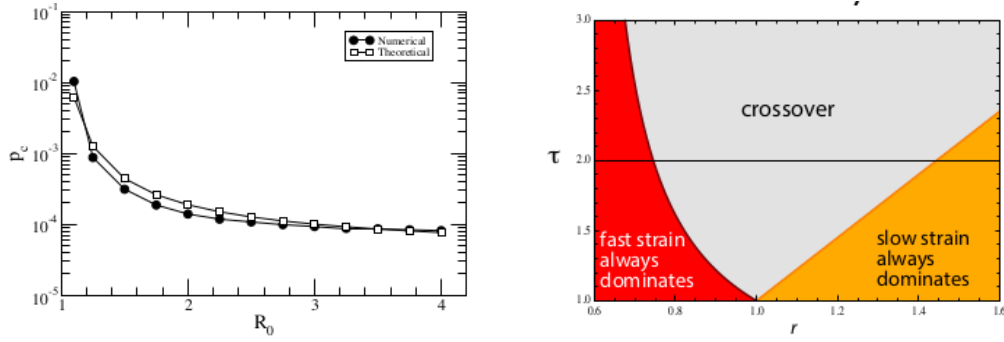 10^-1
10^-2
10^-3
10^-4
10^-5
p_c
1
2
3
4
R_0
Numerical
Theoretical
3.0
2.5
2.0
1.5
1.0
τ
0.6
0.8
1.0
1.2
1.4
1.6
r
crossover
fast strain
always
dominates
slow strain
always
dominates